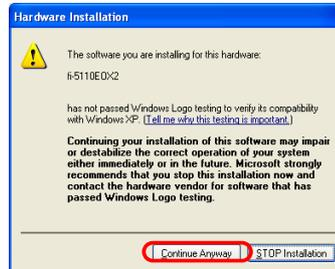 Hardware Installation
The software you are installing for this hardware:
fi-5110EOX2
has not passed Windows Logo testing to verify its compatibility
with Windows XP. (Tell me why this testing is important.)
Continuing your installation of this software may impair
or destabilize the correct operation of your system
either immediately or in the future. Microsoft strongly
recommends that you stop this installation now and
contact the hardware vendor for software that has
passed Windows Logo testing.
Continue Anyway STOP Installation